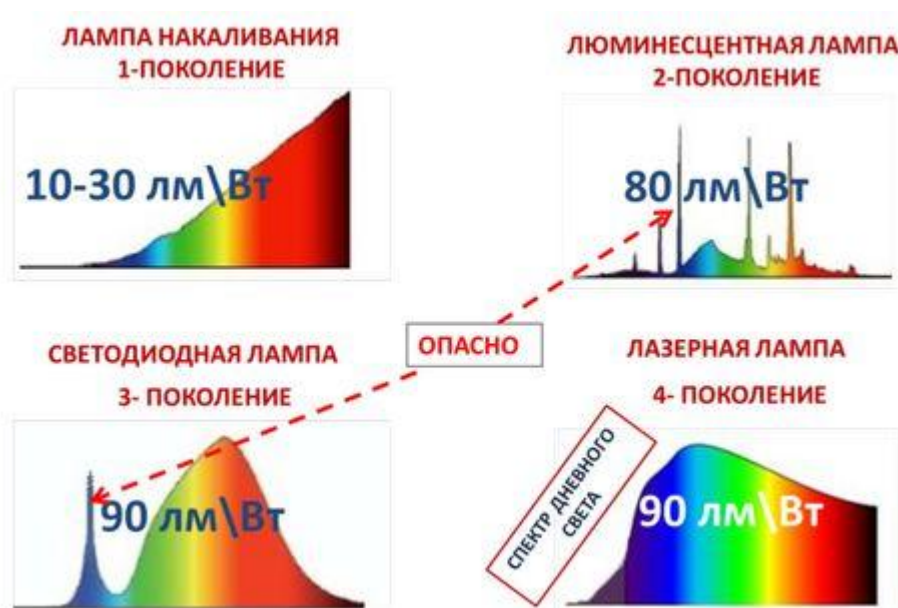 ЛАМПА НАКАЛИВАНИЯ
1-ПОКОЛЕНИЕ
10-30 лм\Вт
ЛЮМИНЕСЦЕНТНАЯ ЛАМПА
2-ПОКОЛЕНИЕ
80 лм\Вт
ОПАСНО
СВЕТОДИОДНАЯ ЛАМПА
3- ПОКОЛЕНИЕ
90 лм\Вт
ЛАЗЕРНАЯ ЛАМПА
4- ПОКОЛЕНИЕ
СПЕКТР ДНЕВНОГО
СВЕТА
90 лм\Вт